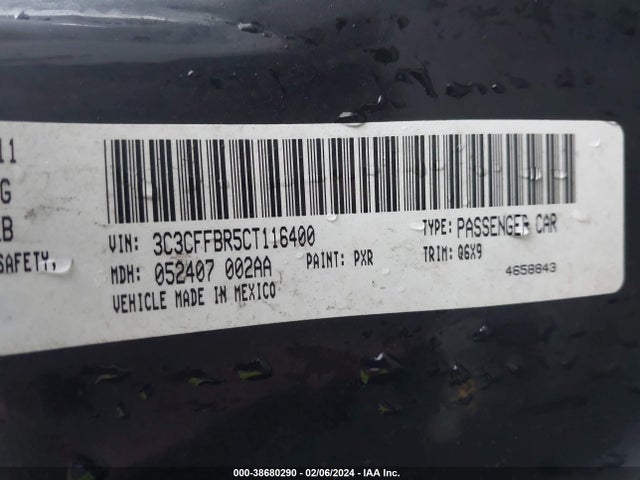 11
G
B
SAFETY,
VIN: 3C3CFFBR5CT116400 TYPE: PASSENGER CAR
MDH: 052407 002AA PAINT: PXR TRIM: Q6X9
VEHICLE MADE IN MEXICO 4658843
000-38680290 - 02/06/2024 - IAA Inc.